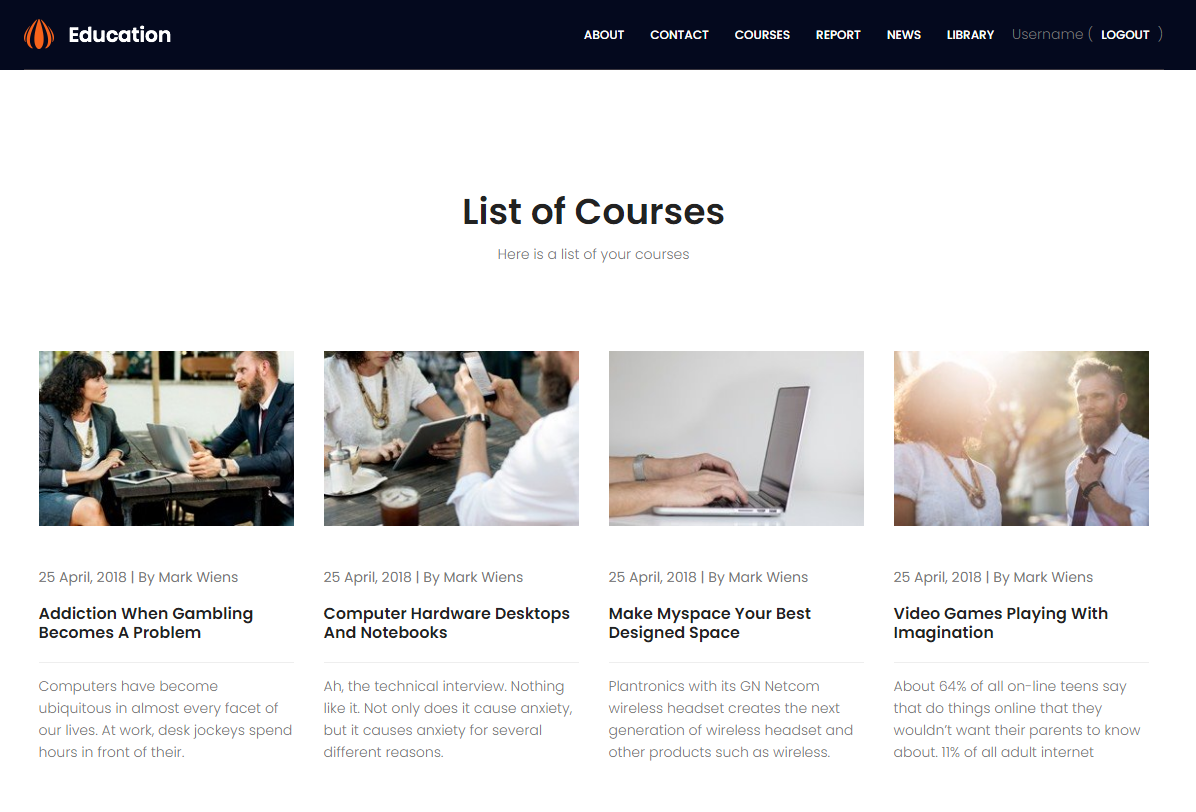 Education
ABOUT CONTACT COURSES REPORT NEWS LIBRARY Username ( LOGOUT )
List of Courses
Here is a list of your courses
25 April, 2018 | By Mark Wiens
Addiction When Gambling
Becomes A Problem
Computers have become
ubiquitous in almost every facet of
our lives. At work, desk jockeys spend
hours in front of their.
25 April, 2018 | By Mark Wiens
Computer Hardware Desktops
And Notebooks
Ah, the technical interview. Nothing
like it. Not only does it cause anxiety,
but it causes anxiety for several
different reasons.
25 April, 2018 | By Mark Wiens
Make Myspace Your Best
Designed Space
Plantronics with its GN Netcom
wireless headset creates the next
generation of wireless headset and
other products such as wireless.
25 April, 2018 | By Mark Wiens
Video Games Playing With
Imagination
About 64% of all on-line teens say
that do things online that they
wouldn't want their parents to know
about. 11% of all adult internet